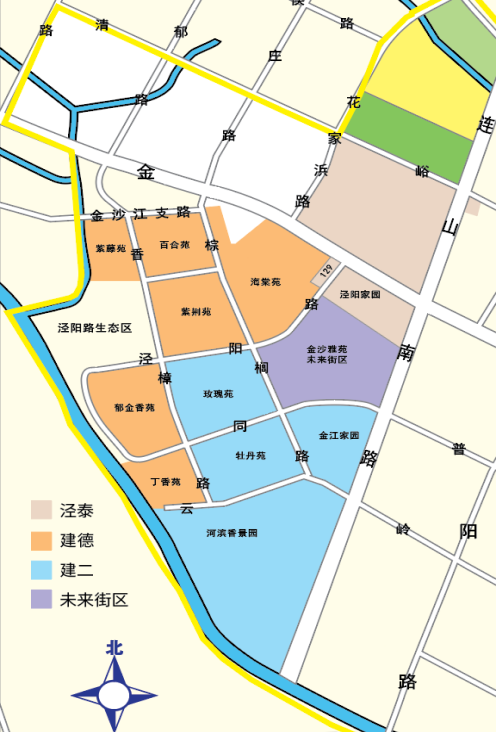 禄
路
清
郁
庄
路
路
花
连
家
路
峪
浜
金
路
山
金沙江支路
紫藤苑
香
百合苑
棕
海棠苑
129
路
泾阳家园
紫荆苑
泾阳路生态区
金沙雅苑
未来街区
南
泾
阳
榈
樟
玫瑰苑
郁金香苑
同
金江家园
普
牡丹苑
路
路
丁香苑
路
云
岭
阳
河滨香景园
泾泰
建德
建二
未来街区
北
路